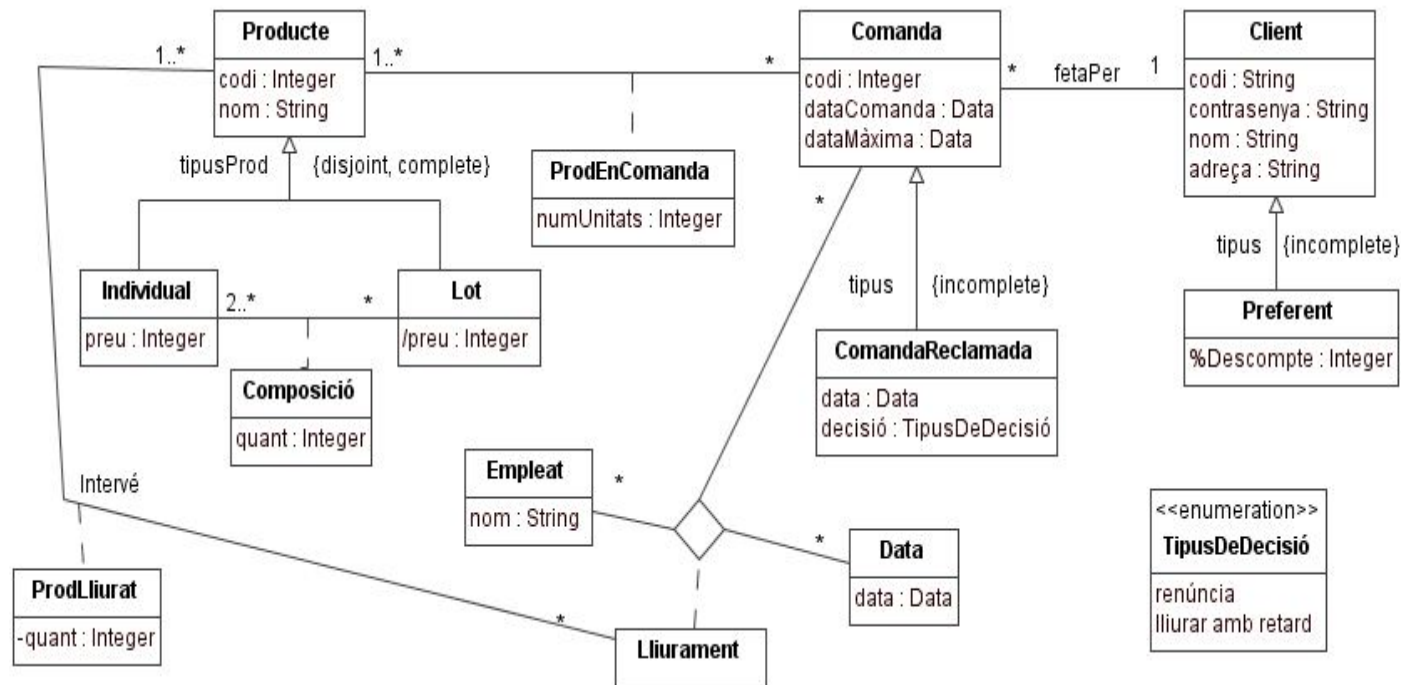 Producte
codi : Integer
nom : String
1..*
1..*
*
Comanda
codi : Integer
dataComanda : Data
dataMàxima : Data
*
fetaPer
1
Client
codi : String
contrasenya : String
nom : String
adreça : String
tipusProd
{disjoint, complete}
ProdEnComanda
numUnitats : Integer
*
tipus
{incomplete}
tipus
{incomplete}
Individual
preu : Integer
2..*
*
Lot
/preu : Integer
Composició
quant : Integer
ComandaReclamada
data : Data
decisió : TipusDeDecisió
Preferent
%Descompte : Integer
Intervé
Empleat
nom : String
*
*
Data
data : Data
<<enumeration>>
TipusDeDecisió
renúncia
lliurar amb retard
ProdLliurat
-quant : Integer
*
Lliurament